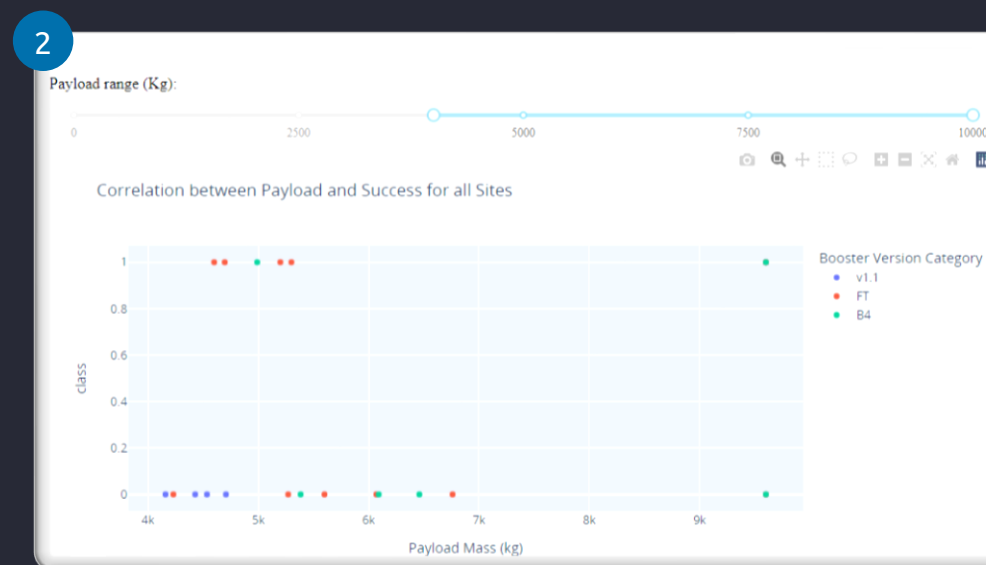 2
Payload range (Kg):
0 2500 5000 7500 10000
Correlation between Payload and Success for all Sites
Booster Version Category
v1.1
FT
B4
1
0.8
0.6
0.4
0.2
0
class
4k 5k 6k 7k 8k 9k
Payload Mass (kg)